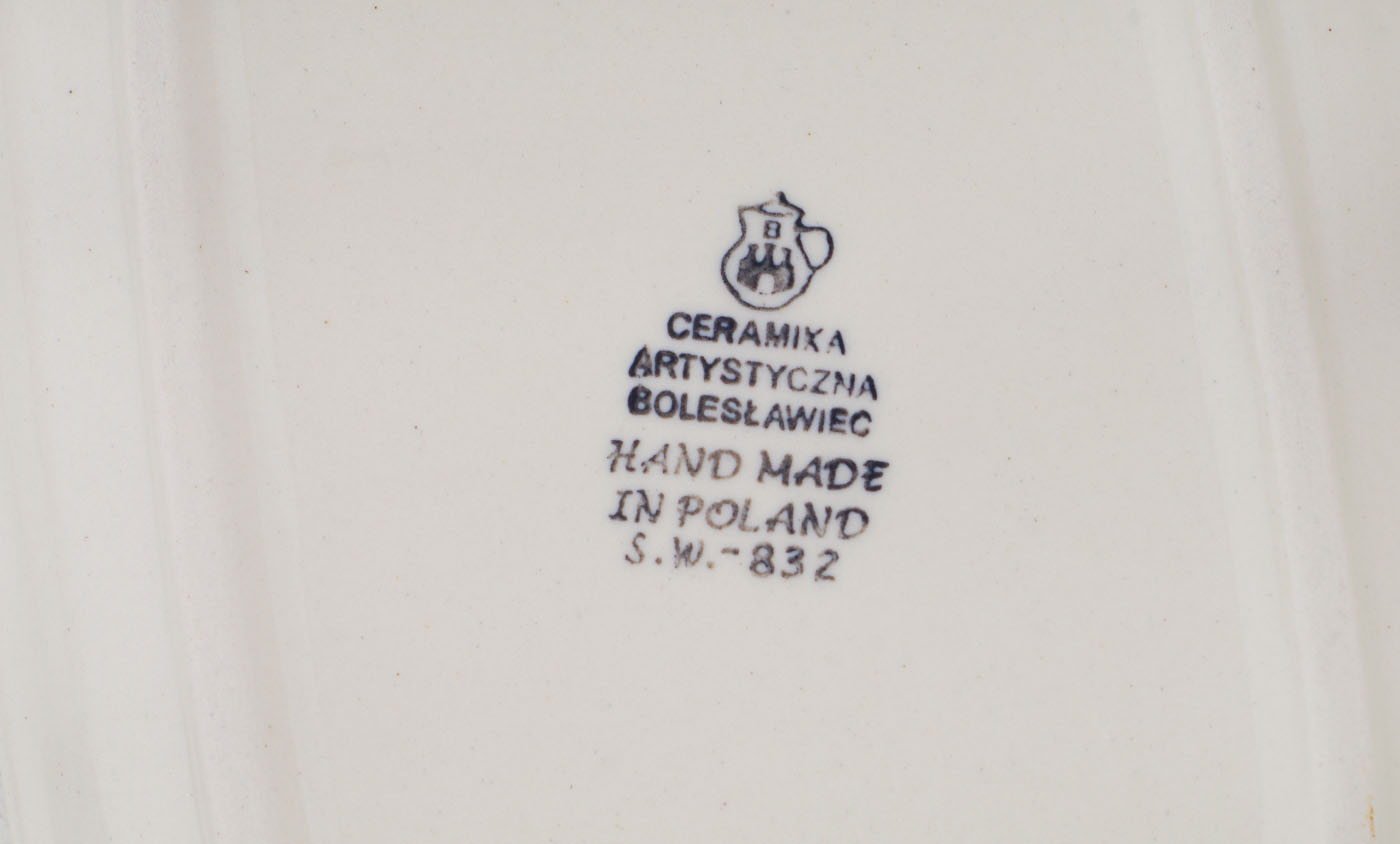 B
CERAMIKA
ARTYSTYCZNA
BOLESŁAWIEC
HAND MADE
IN POLAND
S.W.-832